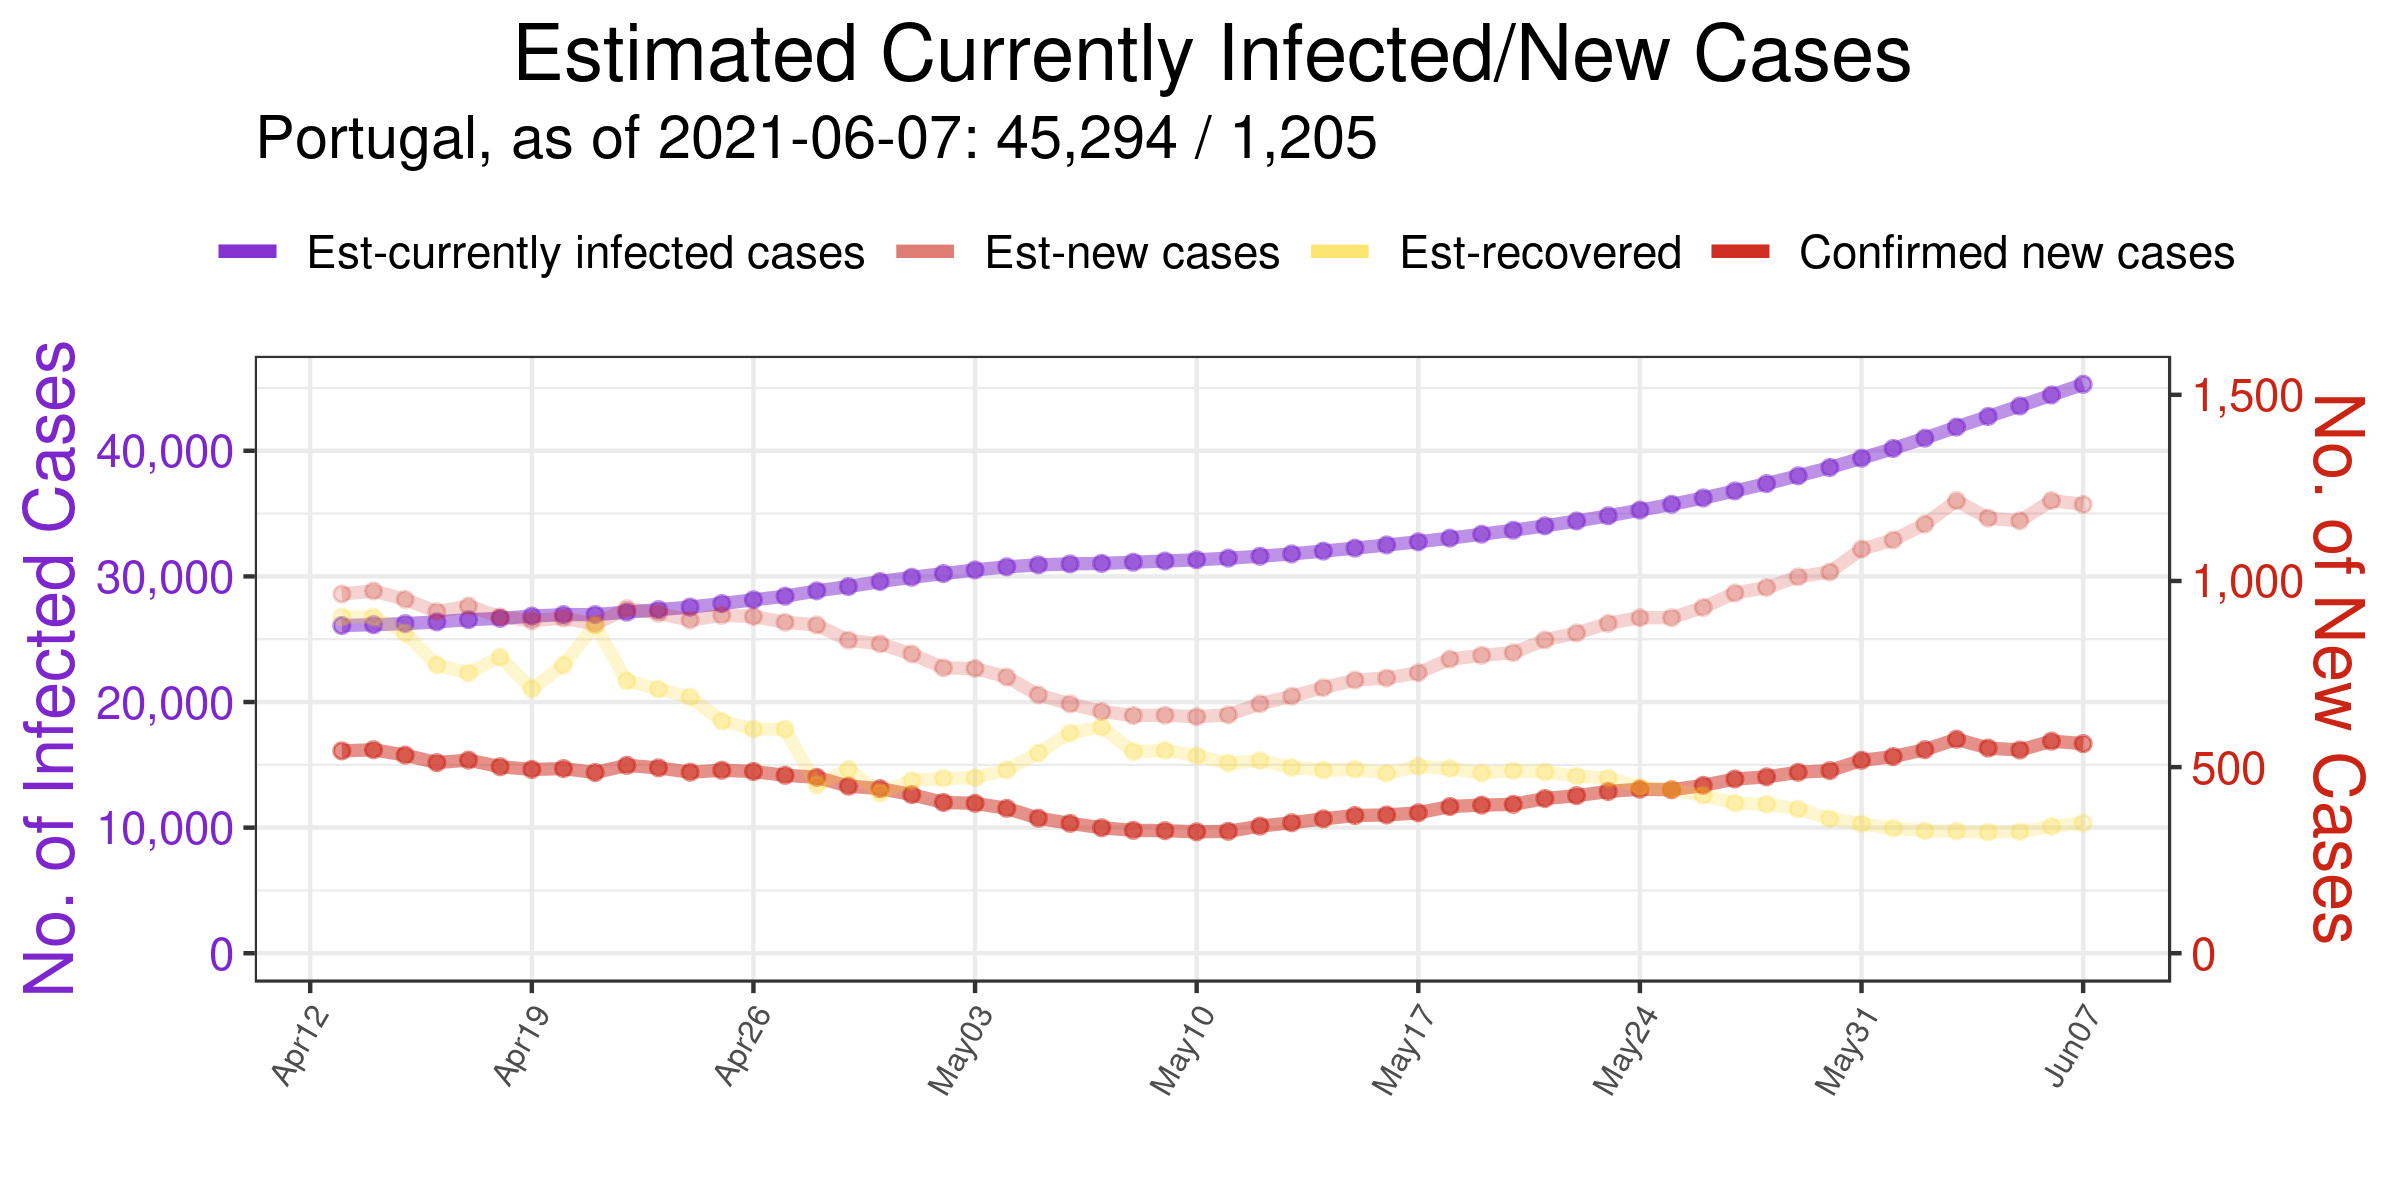 Estimated Currently Infected/New Cases
Portugal, as of 2021-06-07: 45,294 / 1,205
Est-currently infected cases Est-new cases Est-recovered Confirmed new cases
No. of Infected Cases
40,000
30,000
20,000
10,000
0
1,500
1,000
500
0
No. of New Cases
Apr12 Apr19 Apr26 May03 May10 May17 May24 May31 Jun07